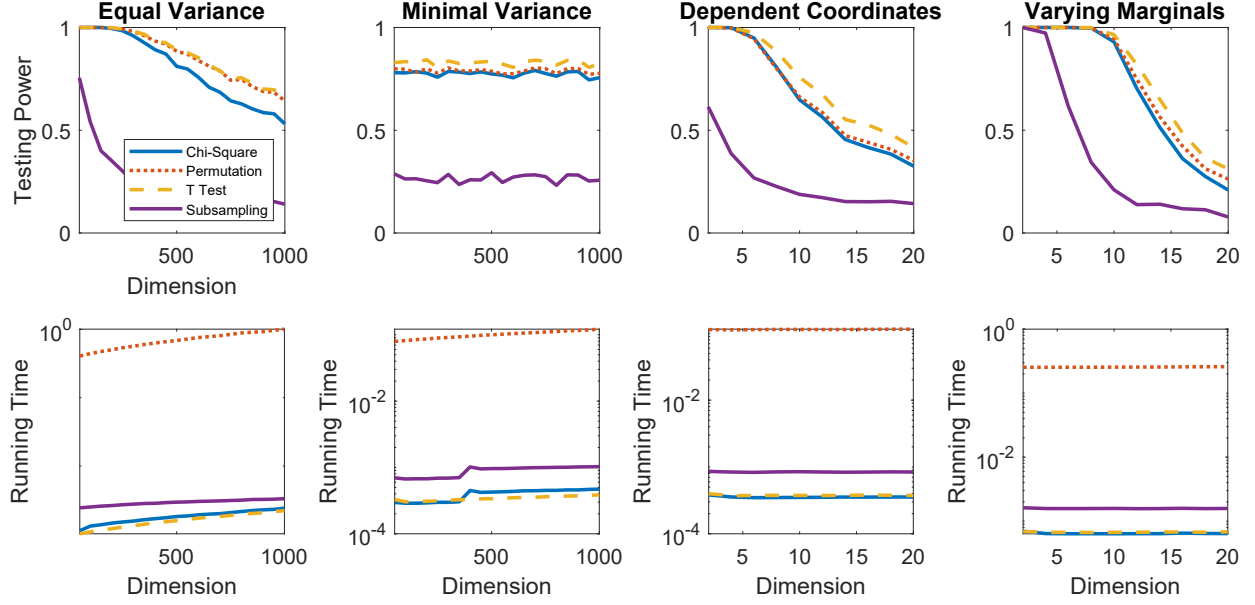 Equal Variance
Minimal Variance
Dependent Coordinates
Varying Marginals
Testing Power
1
0.5
0
500
1000
Dimension
Chi-Square
Permutation
T Test
Subsampling
1
0.5
0
500
1000
1
0.5
0
5
10
15
20
1
0.5
0
5
10
15
20
Running Time
10^0
500
1000
Dimension
Running Time
10^-2
10^-4
500
1000
Dimension
Running Time
10^-2
10^-4
5
10
15
20
Dimension
Running Time
10^0
10^-2
5
10
15
20
Dimension